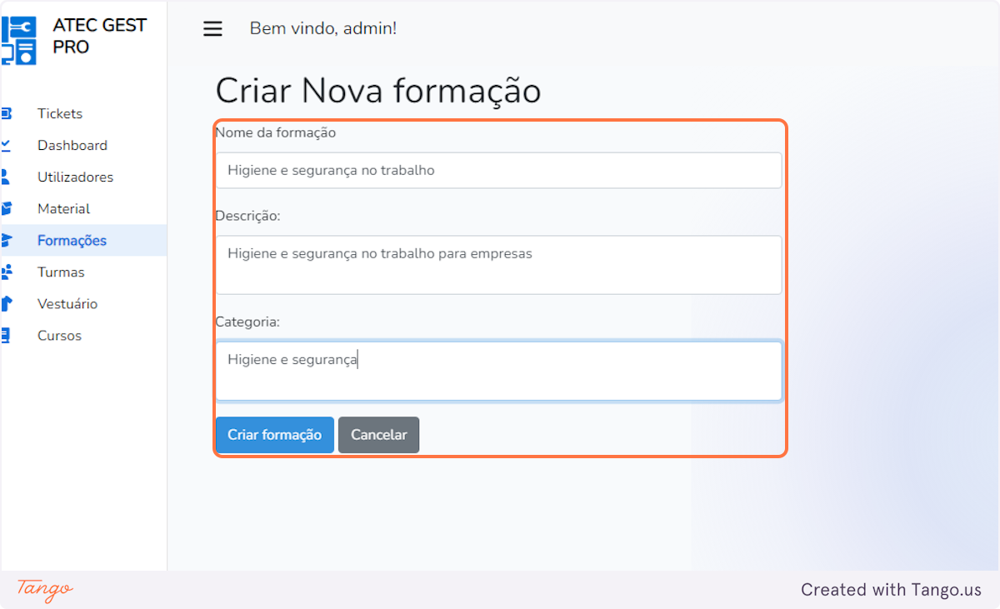 ATEC GEST
PRO
Bem vindo, admin!
Tickets
Dashboard
Utilizadores
Material
Formações
Turmas
Vestuário
Cursos
Criar Nova formação
Nome da formação
Higiene e segurança no trabalho
Descrição:
Higiene e segurança no trabalho para empresas
Categoria:
Higiene e segurança
Criar formação Cancelar
Tango
Created with Tango.us